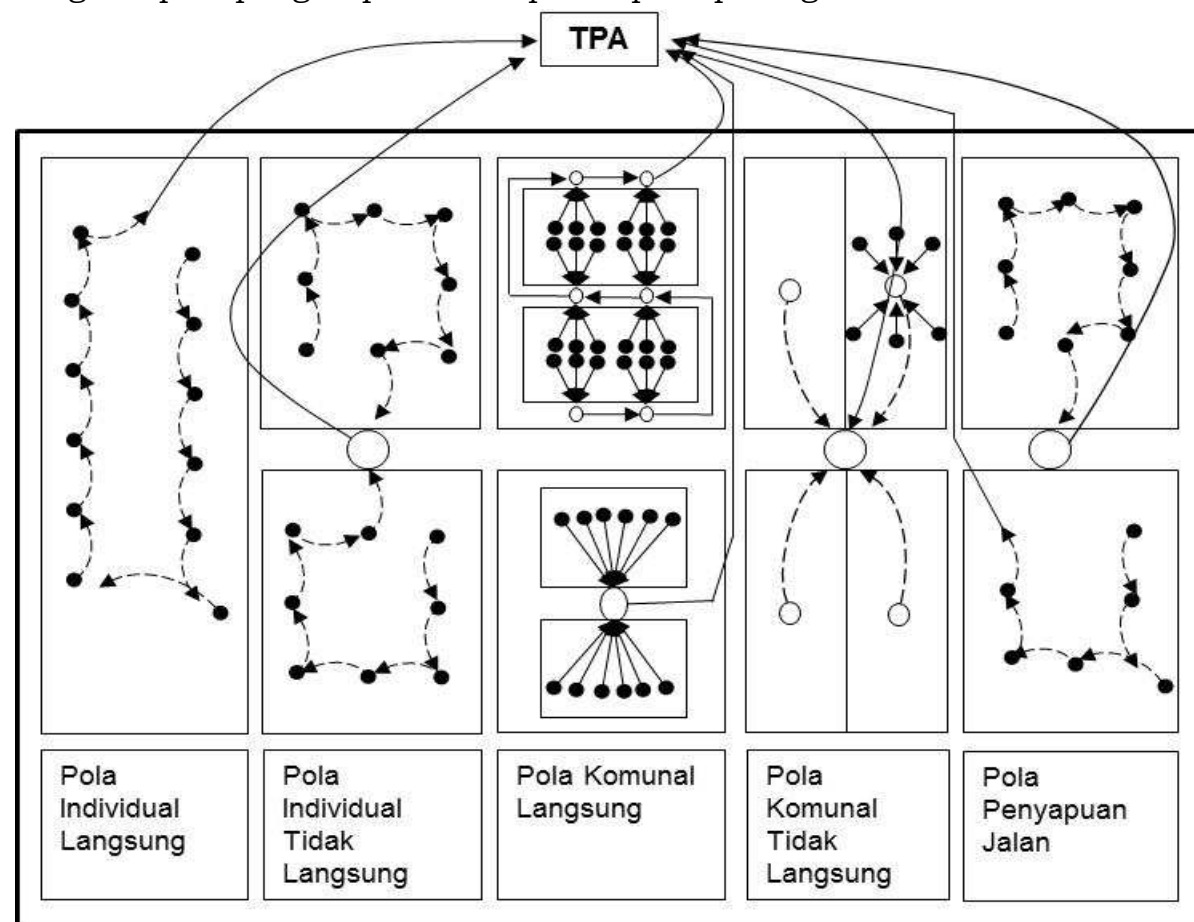 TPA
Pola
Individual
Langsung
Pola
Individual
Tidak
Langsung
Pola Komunal
Langsung
Pola
Komunal
Tidak
Langsung
Pola
Penyapuan
Jalan